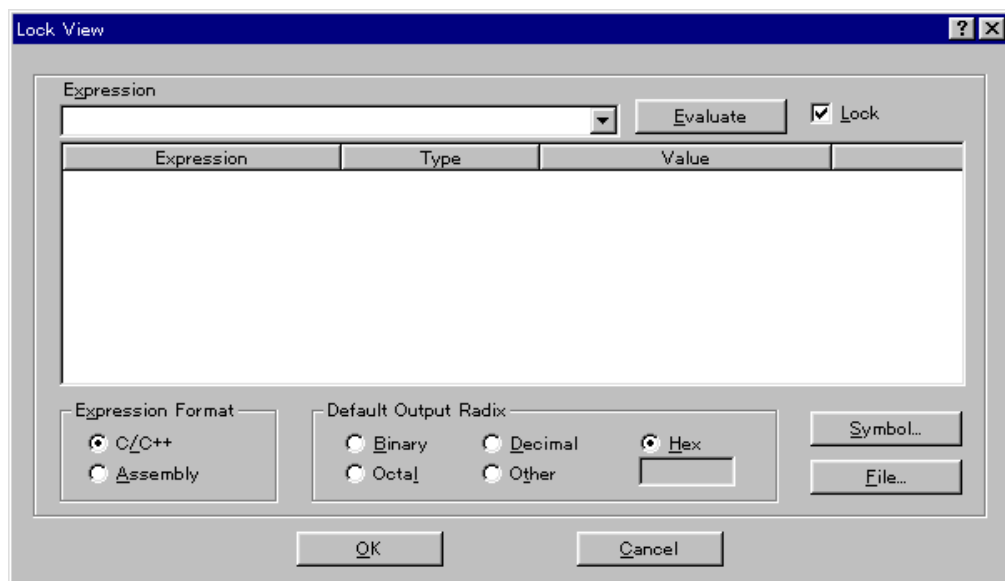 Lock View
Expression
Evaluate
Lock
Expression Type Value
Expression Format
Default Output Radix
C/C++
Binary Decimal Hex
Symbol...
Assembly
Octal Other
File...
OK
Cancel